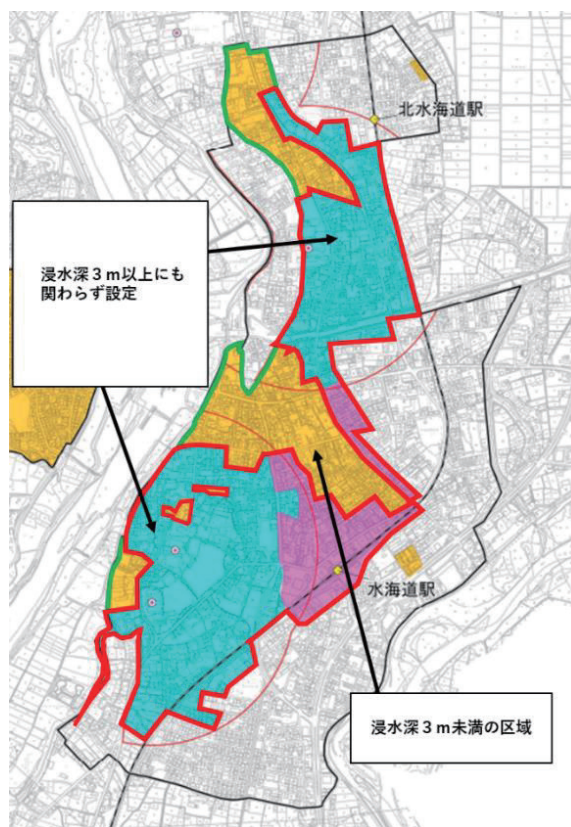 北水海道駅
浸水深３ｍ以上にも
関わらず設定
水海道駅
浸水深３ｍ未満の区域